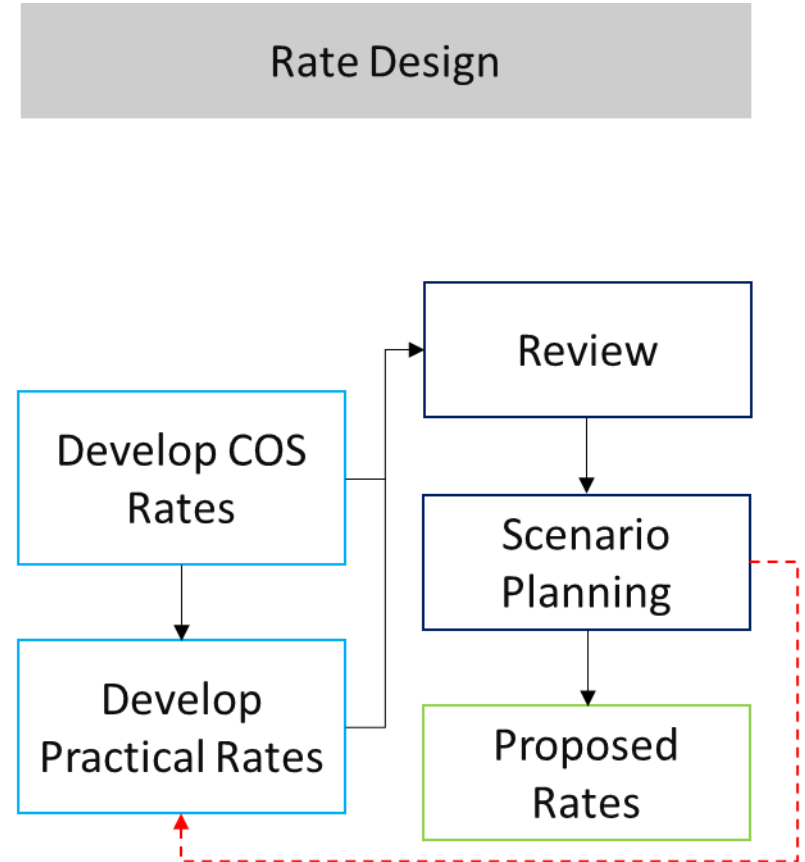 Rate Design
Review
Develop COS
Rates
Scenario
Planning
Develop
Practical Rates
Proposed
Rates